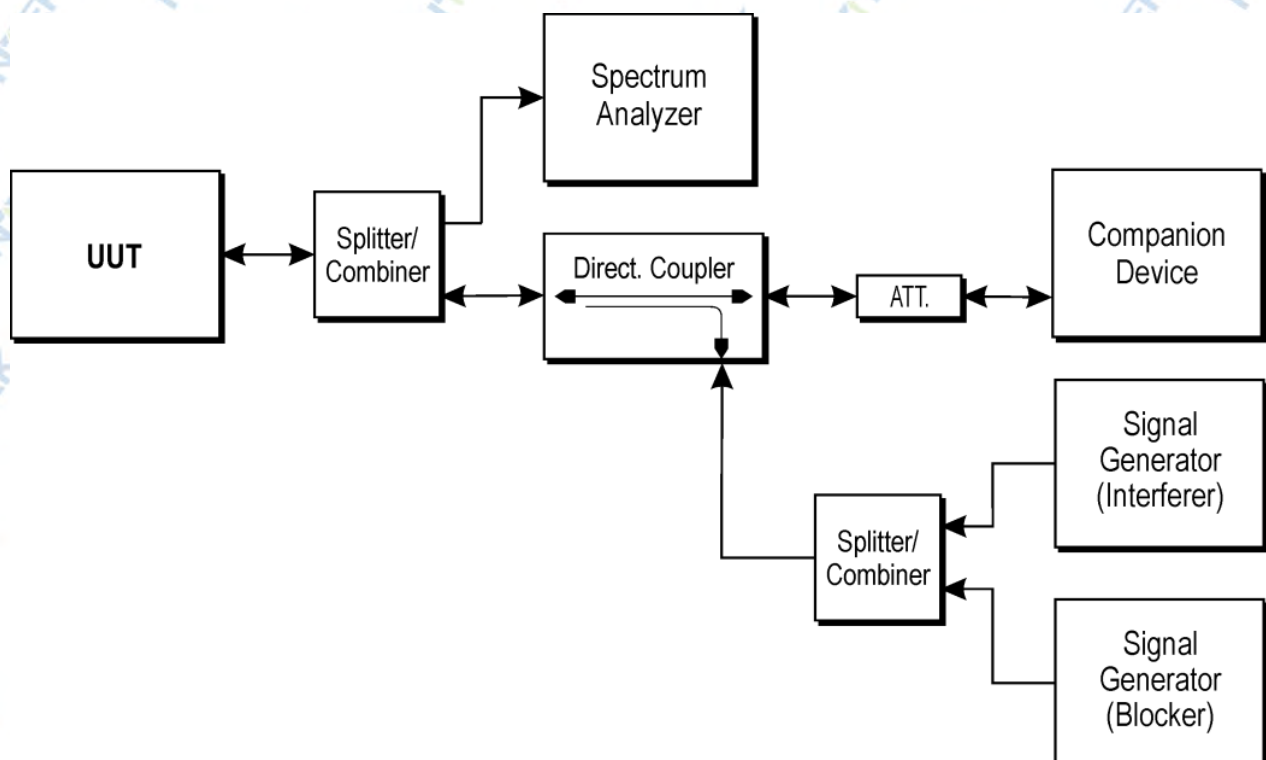 Spectrum
Analyzer
UUT
Splitter/
Combiner
Direct. Coupler
ATT.
Companion
Device
Signal
Generator
(Interferer)
Splitter/
Combiner
Signal
Generator
(Blocker)